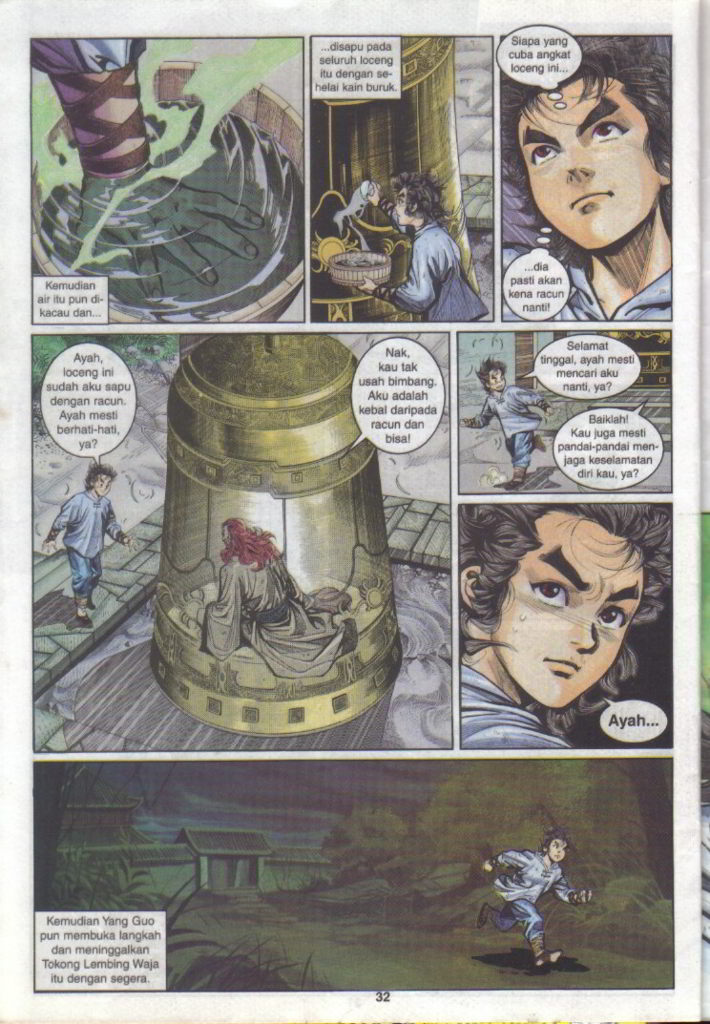 Kemudian
air itu pun di-
kacau dan...
...disapu pada
seluruh loceng
itu dengan se-
helai kain buruk.
Siapa yang
cuba angkat
loceng ini...
...dia
pasti akan
kena racun
nanti!
Ayah,
loceng ini
sudah aku sapu
dengan racun.
Ayah mesti
berhati-hati,
ya?
Nak,
kau tak
usah bimbang.
Aku adalah
kebal daripada
racun dan
bisa!
Selamat
tinggal, ayah mesti
mencari aku
nanti, ya?
Baiklah!
Kau juga mesti
pandai-pandai men-
jaga keselamatan
diri kau, ya?
Ayah...
Kemudian Yang Guo
pun membuka langkah
dan meninggalkan
Tokong Lembing Waja
itu dengan segera.
32